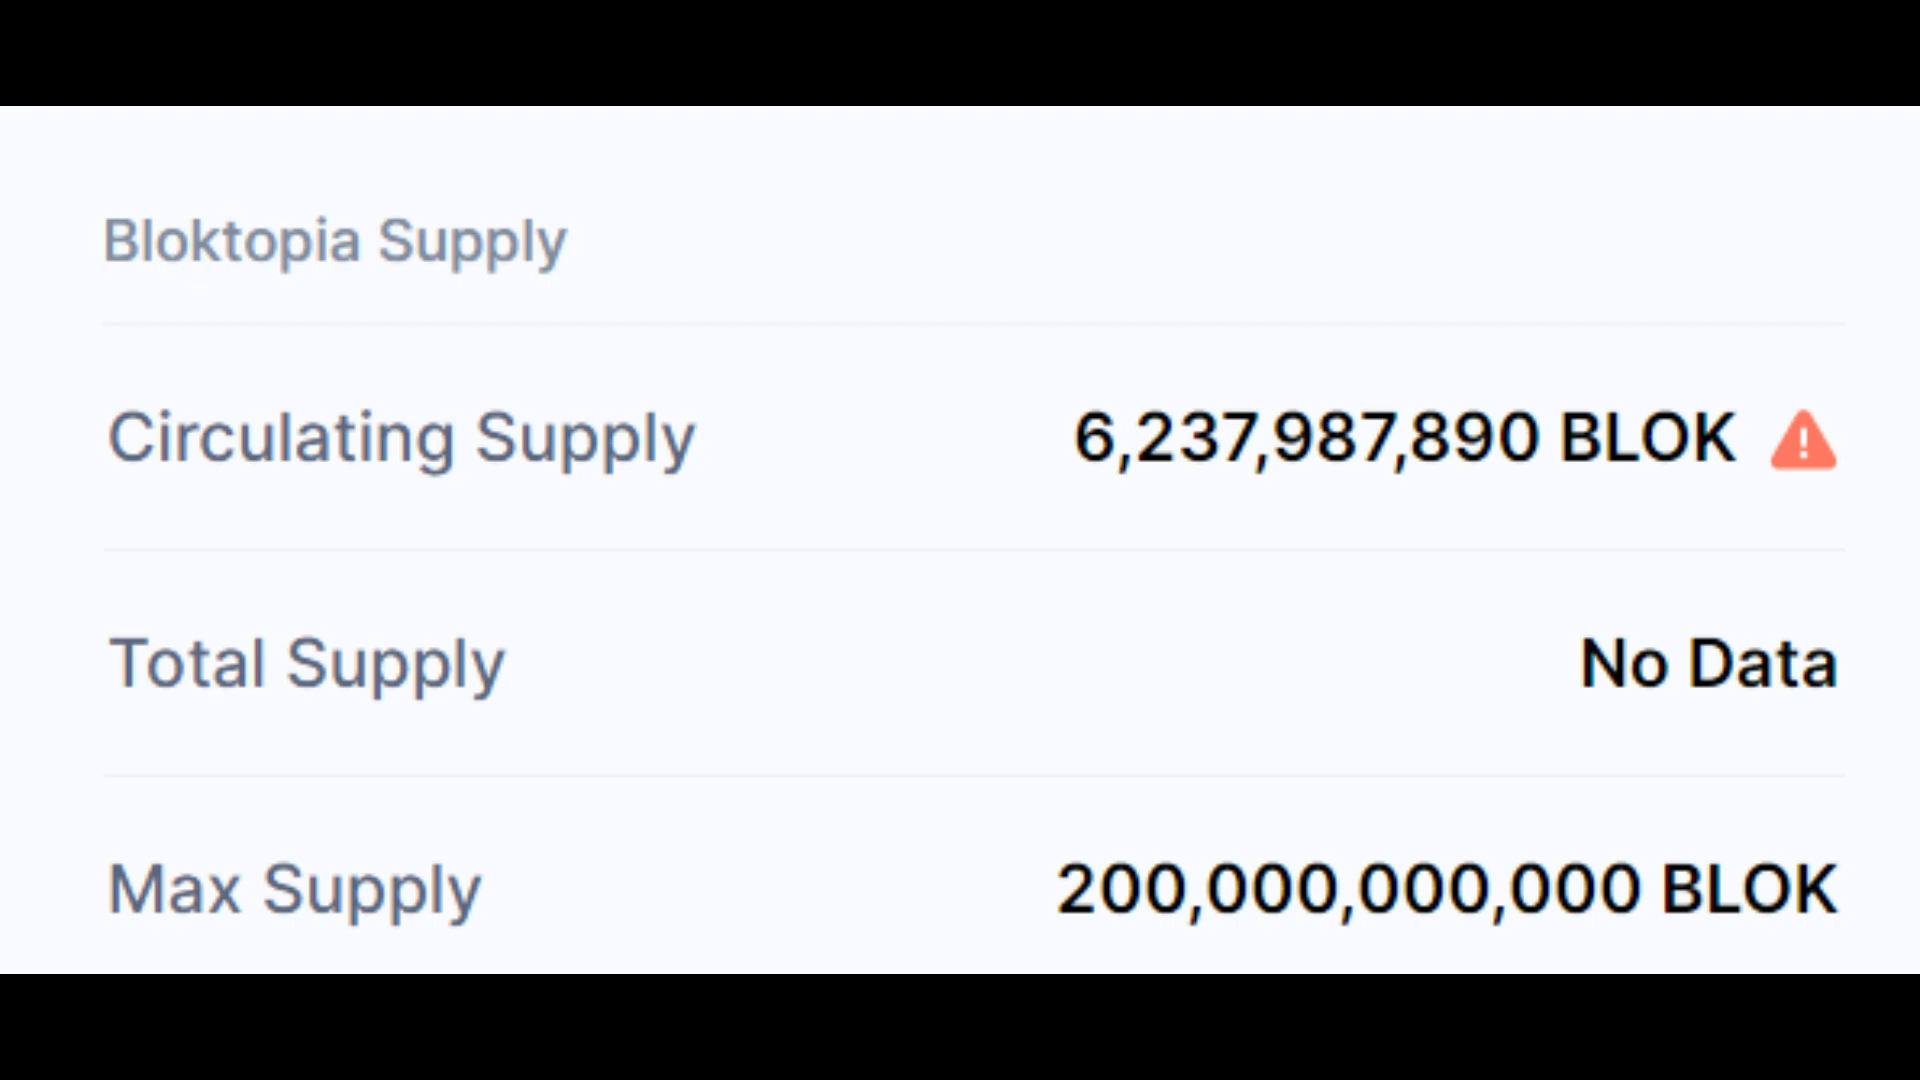 Bloktopia Supply
Circulating Supply 6,237,987,890 BLOK
Total Supply No Data
Max Supply 200,000,000,000 BLOK